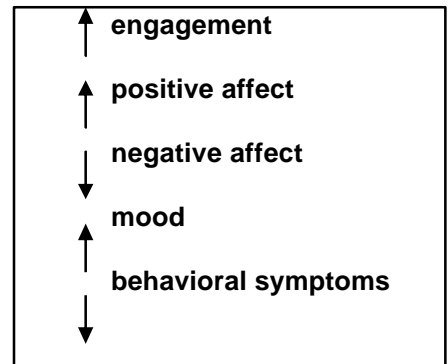 engagement
positive affect
negative affect
mood
behavioral symptoms